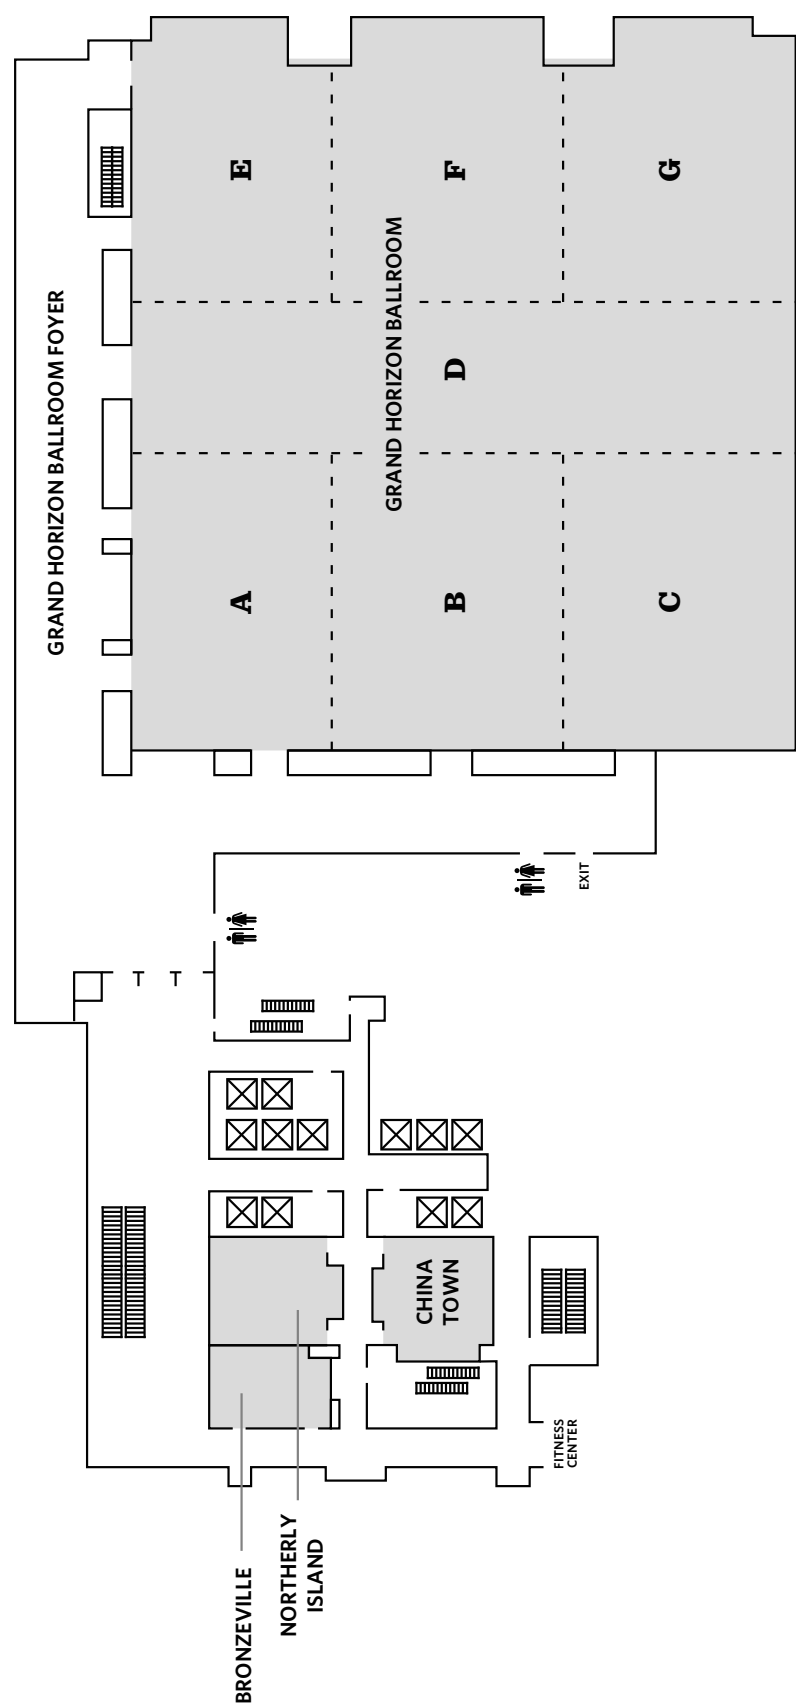 GRAND HORIZON BALLROOM FOYER
E
F
G
GRAND HORIZON BALLROOM
D
A
B
C
EXIT
CHINA
TOWN
FITNESS
CENTER
NORTHERLY
ISLAND
BRONZEVILLE